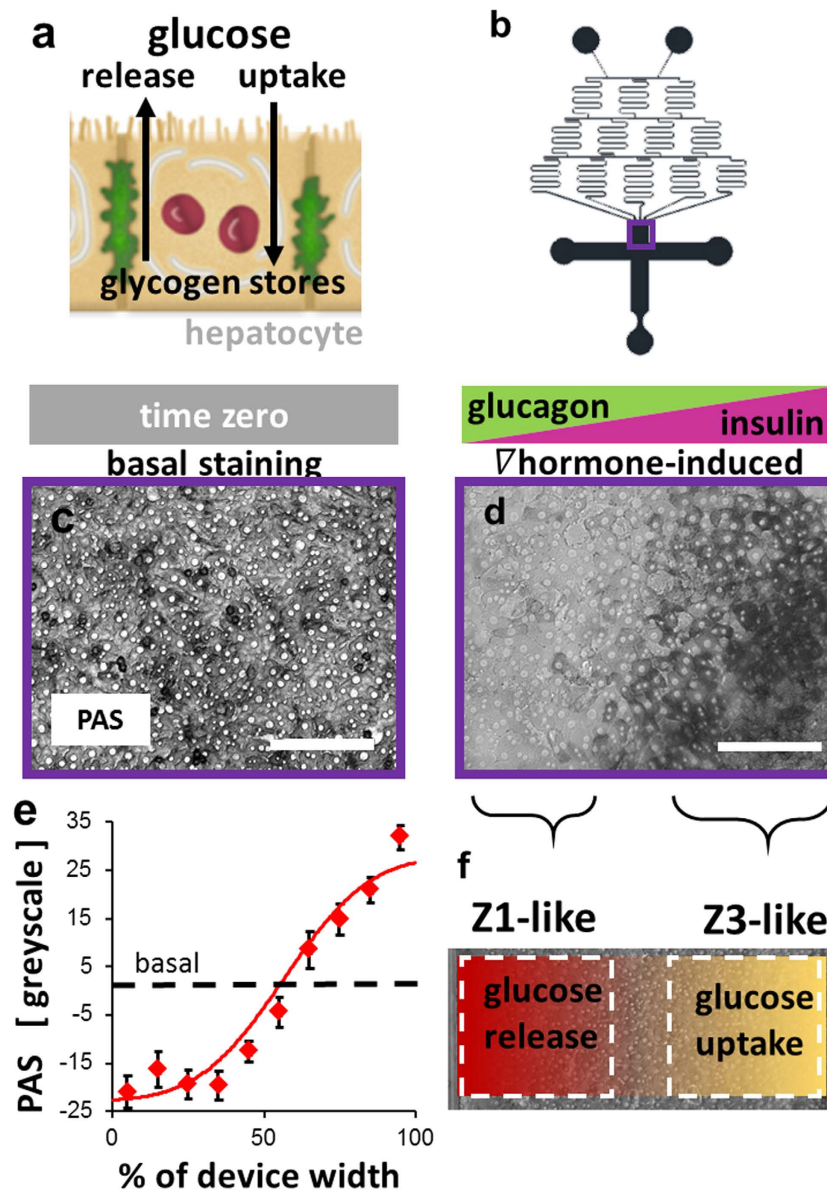 a
glucose
release uptake
glycogen stores
hepatocyte
b
time zero
basal staining
glucagon
insulin
∇hormone-induced
c
PAS
d
e
35
25
15
5
-5
-15
-25
PAS [greyscale]
basal
0 50 100
% of device width
f
Z1-like Z3-like
glucose
release
glucose
uptake